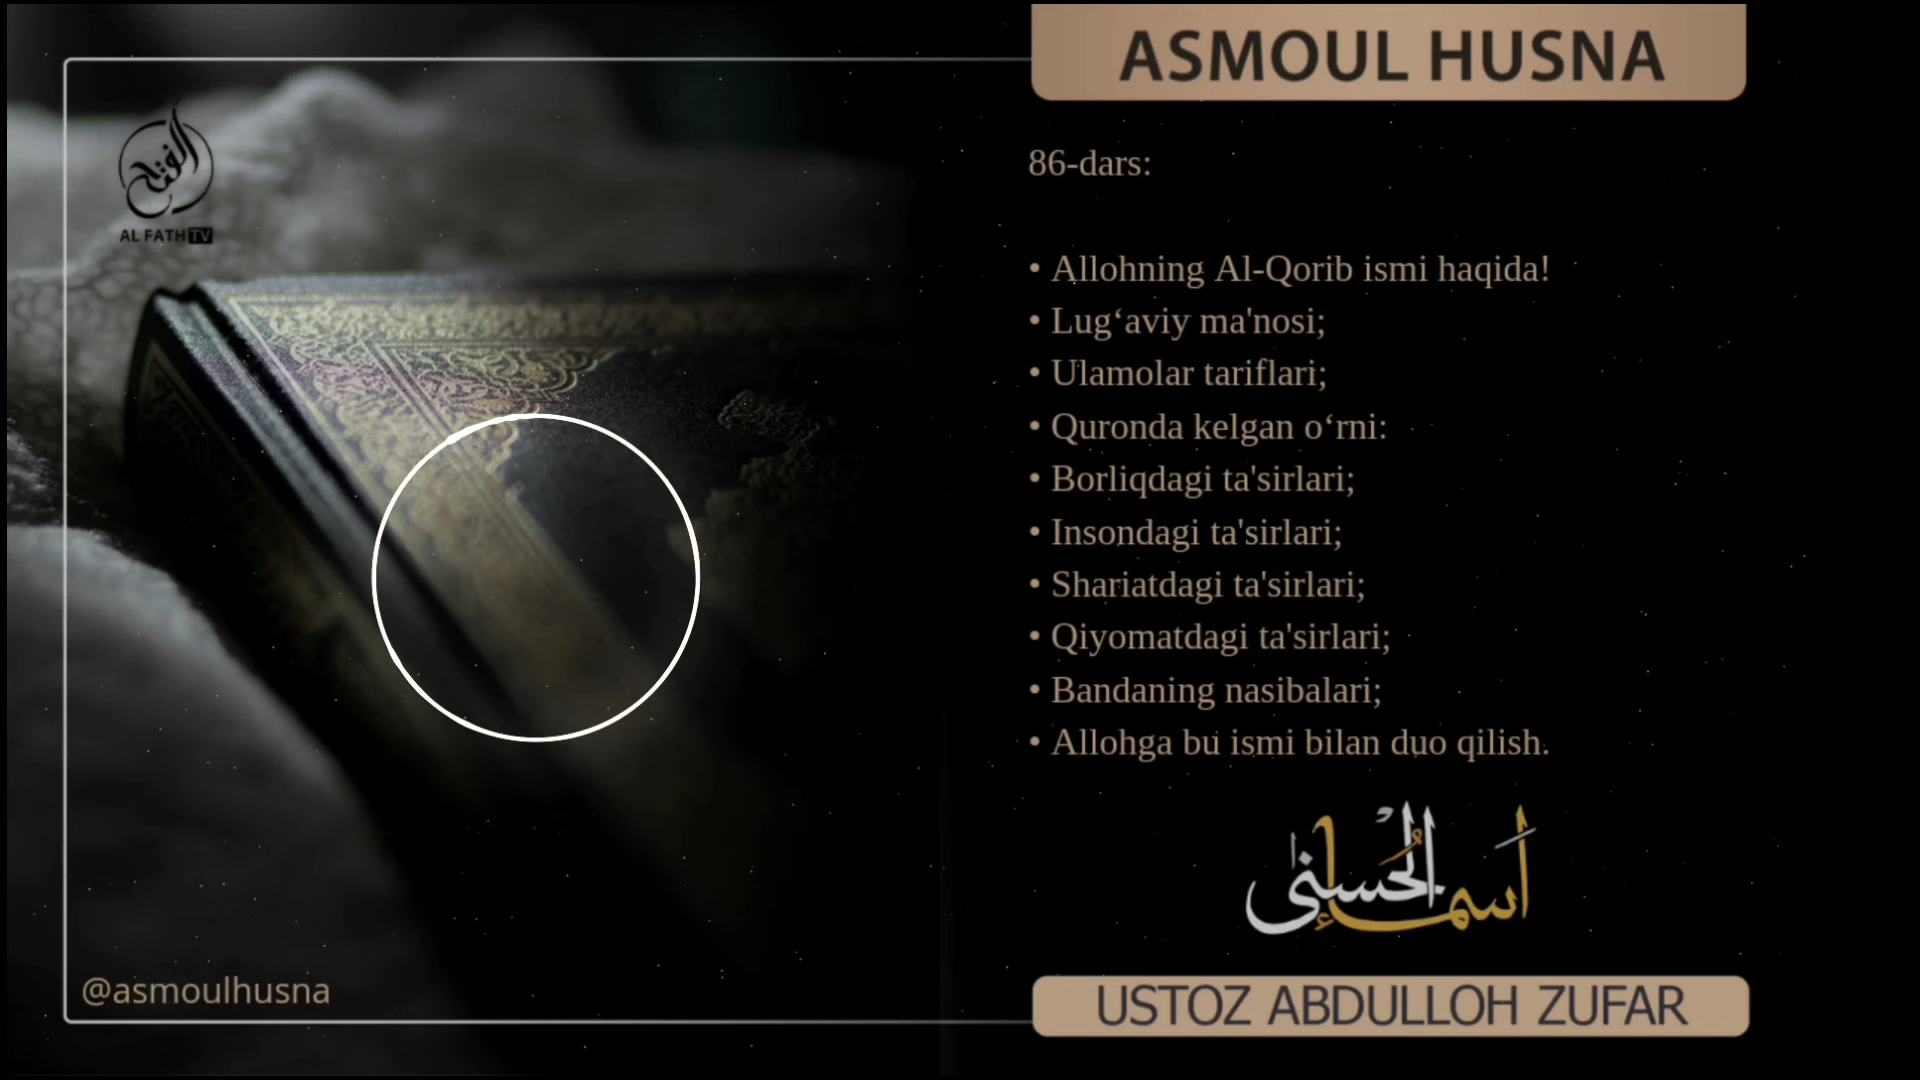 ASMOUL HUSNA
الفتح
AL FATH TV
86-dars:
• Allohning Al-Qorib ismi haqida!
• Lug‘aviy ma'nosi;
• Ulamolar tariflari;
• Quronda kelgan o‘rni:
• Borliqdagi ta'sirlari;
• Insondagi ta'sirlari;
• Shariatdagi ta'sirlari;
• Qiyomatdagi ta'sirlari;
• Bandaning nasibalari;
• Allohga bu ismi bilan duo qilish.
أسماء الحسنى
@asmoulhusna
USTOZ ABDULLOH ZUFAR